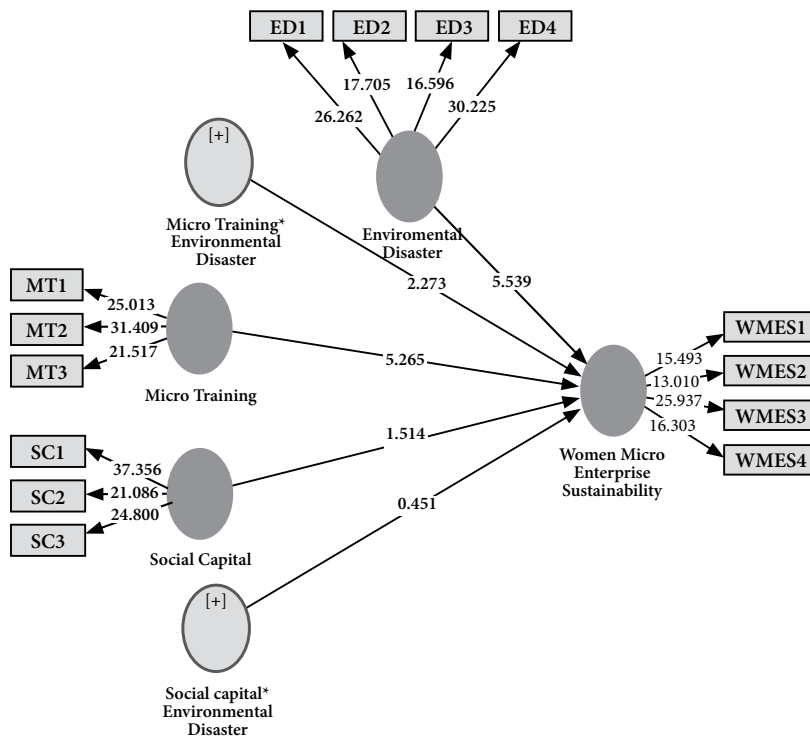 ED1 ED2 ED3 ED4
17.705 16.596
26.262 30.225
[+]
Micro Training*
Environmental
Disaster
Enviromental
Disaster
2.273 5.539
MT1
MT2
MT3
25.013
31.409
21.517
Micro Training
5.265
WMES1
WMES2
WMES3
WMES4
15.493
13.010
25.937
16.303
Women Micro
Enterprise
Sustainability
1.514
SC1
SC2
SC3
37.356
21.086
24.800
Social Capital
0.451
[+]
Social capital*
Environmental
Disaster